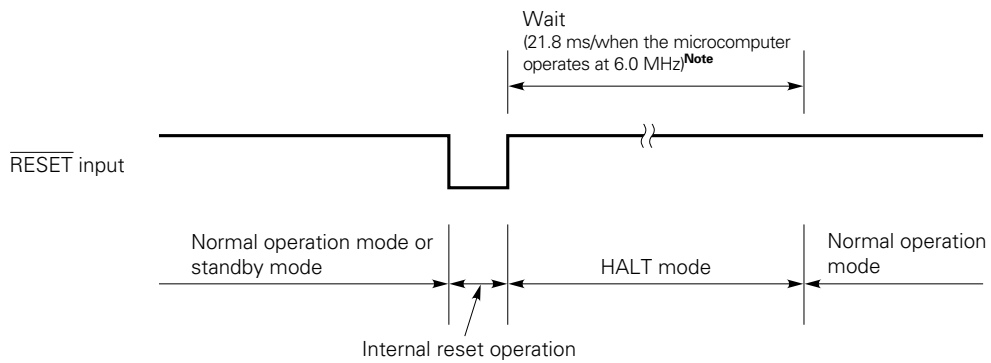 Wait
(21.8 ms/when the microcomputer
operates at 6.0 MHz)Note
RESET input
Normal operation mode or
standby mode
HALT mode
Normal operation
mode
Internal reset operation